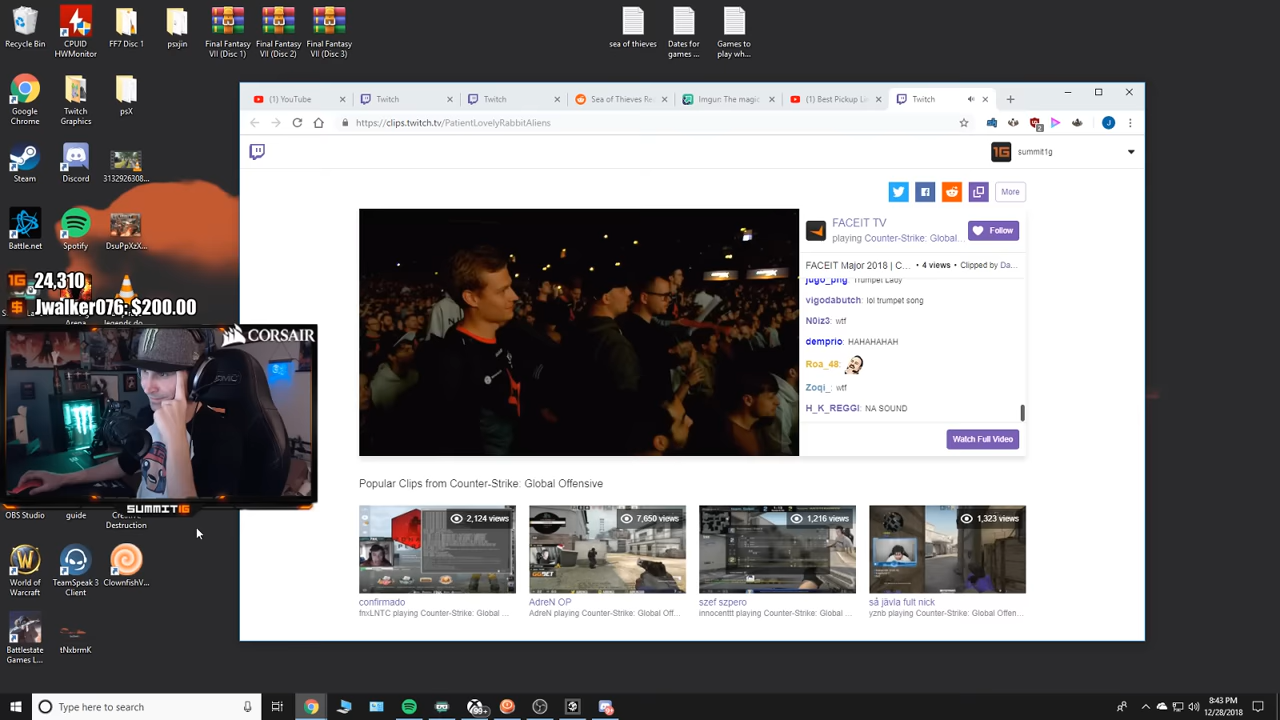 Recycle Bin
CPUID
HWMonitor
FF7 Disc 1
psxjin
Final Fantasy
VII (Disc 1)
Final Fantasy
VII (Disc 2)
Final Fantasy
VII (Disc 3)
sea of thieves
Dates for
games ...
Games to
play wh...
Google
Chrome
Twitch
Graphics
psX
Steam
Discord
3132926308...
Battle.net
Spotify
DsuPpXzX...
24,310
Jwalker076: $200.00
CORSAIR
SUMMIT1G
OBS Studio
guide
Destruction
World of
Warcraft
TeamSpeak 3
Client
ClownfishV...
Battlestate
Games L...
tNxbrmK
(1) YouTube
Twitch
Twitch
Sea of Thieves Re
Imgur: The magic
(1) Best Pickup Li
Twitch
https://clips.twitch.tv/PatientLovelyRabbitAliens
summit1g
More
FACEIT TV
playing Counter-Strike: Global...
Follow
FACEIT Major 2018 | C... • 4 views • Clipped by Da...
jugo_png: Trumpet Lady
vigodabutch: lol trumpet song
N0iz3: wtf
demprio: HAHAHAHAH
Roa_48:
Zoqi_: wtf
H_K_REGGI: NA SOUND
Watch Full Video
Popular Clips from Counter-Strike: Global Offensive
2,124 views
7,650 views
1,216 views
1,323 views
confirmado
fnxLNTC playing Counter-Strike: Global ...
AdreN OP
AdreN playing Counter-Strike: Global Off...
szef szpero
innocenttt playing Counter-Strike: Global...
så jävla fult nick
yznb playing Counter-Strike: Global Offen...
Type here to search
8:43 PM
12/28/2018